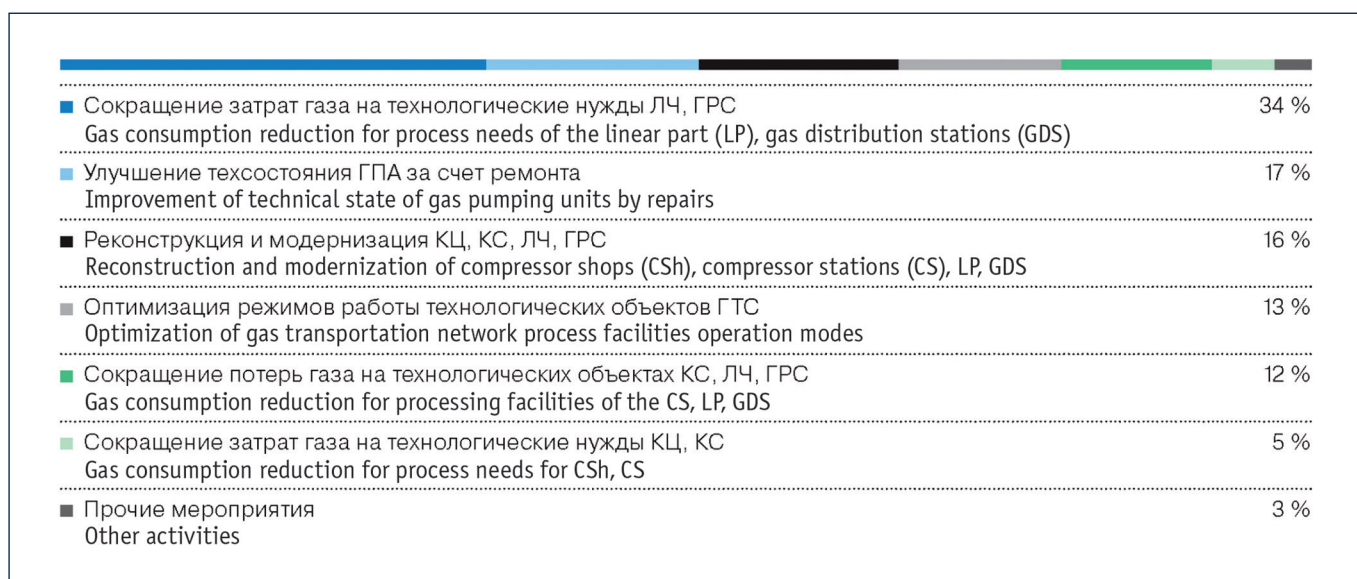 Сокращение затрат газа на технологические нужды ЛЧ, ГРС 34 %
Gas consumption reduction for process needs of the linear part (LP), gas distribution stations (GDS)
Улучшение техсостояния ГПА за счет ремонта 17 %
Improvement of technical state of gas pumping units by repairs
Реконструкция и модернизация КЦ, КС, ЛЧ, ГРС 16 %
Reconstruction and modernization of compressor shops (CSh), compressor stations (CS), LP, GDS
Оптимизация режимов работы технологических объектов ГТС 13 %
Optimization of gas transportation network process facilities operation modes
Сокращение потерь газа на технологических объектах КС, ЛЧ, ГРС 12 %
Gas consumption reduction for processing facilities of the CS, LP, GDS
Сокращение затрат газа на технологические нужды КЦ, КС 5 %
Gas consumption reduction for process needs for CSh, CS
Прочие мероприятия 3 %
Other activities